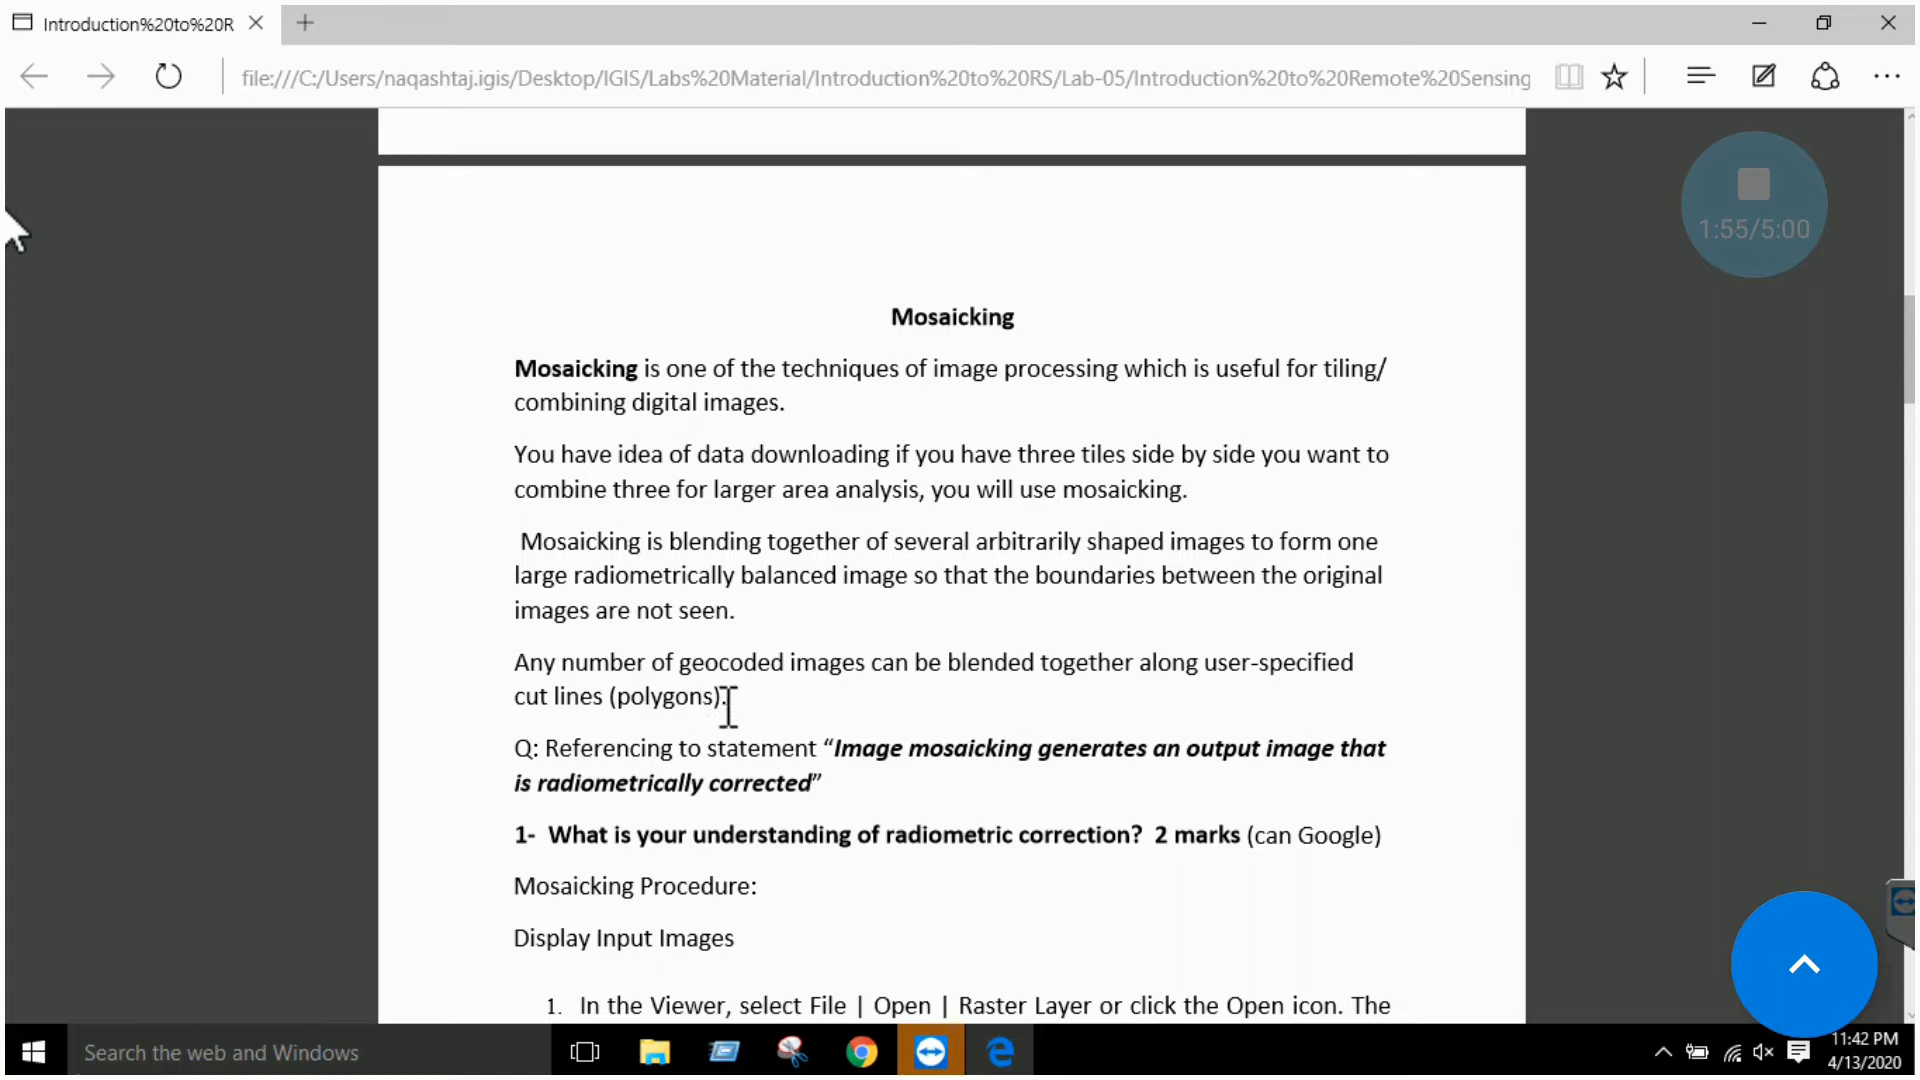 Introduction%20to%20R
file:///C:/Users/naqashtaj.igis/Desktop/IGIS/Labs%20Material/Introduction%20to%20RS/Lab-05/Introduction%20to%20Remote%20Sensing
1:55/5:00
Mosaicking
Mosaicking is one of the techniques of image processing which is useful for tiling/
combining digital images.
You have idea of data downloading if you have three tiles side by side you want to
combine three for larger area analysis, you will use mosaicking.
Mosaicking is blending together of several arbitrarily shaped images to form one
large radiometrically balanced image so that the boundaries between the original
images are not seen.
Any number of geocoded images can be blended together along user-specified
cut lines (polygons).
Q: Referencing to statement “Image mosaicking generates an output image that
is radiometrically corrected”
1- What is your understanding of radiometric correction? 2 marks (can Google)
Mosaicking Procedure:
Display Input Images
1. In the Viewer, select File | Open | Raster Layer or click the Open icon. The
Search the web and Windows
11:42 PM
4/13/2020